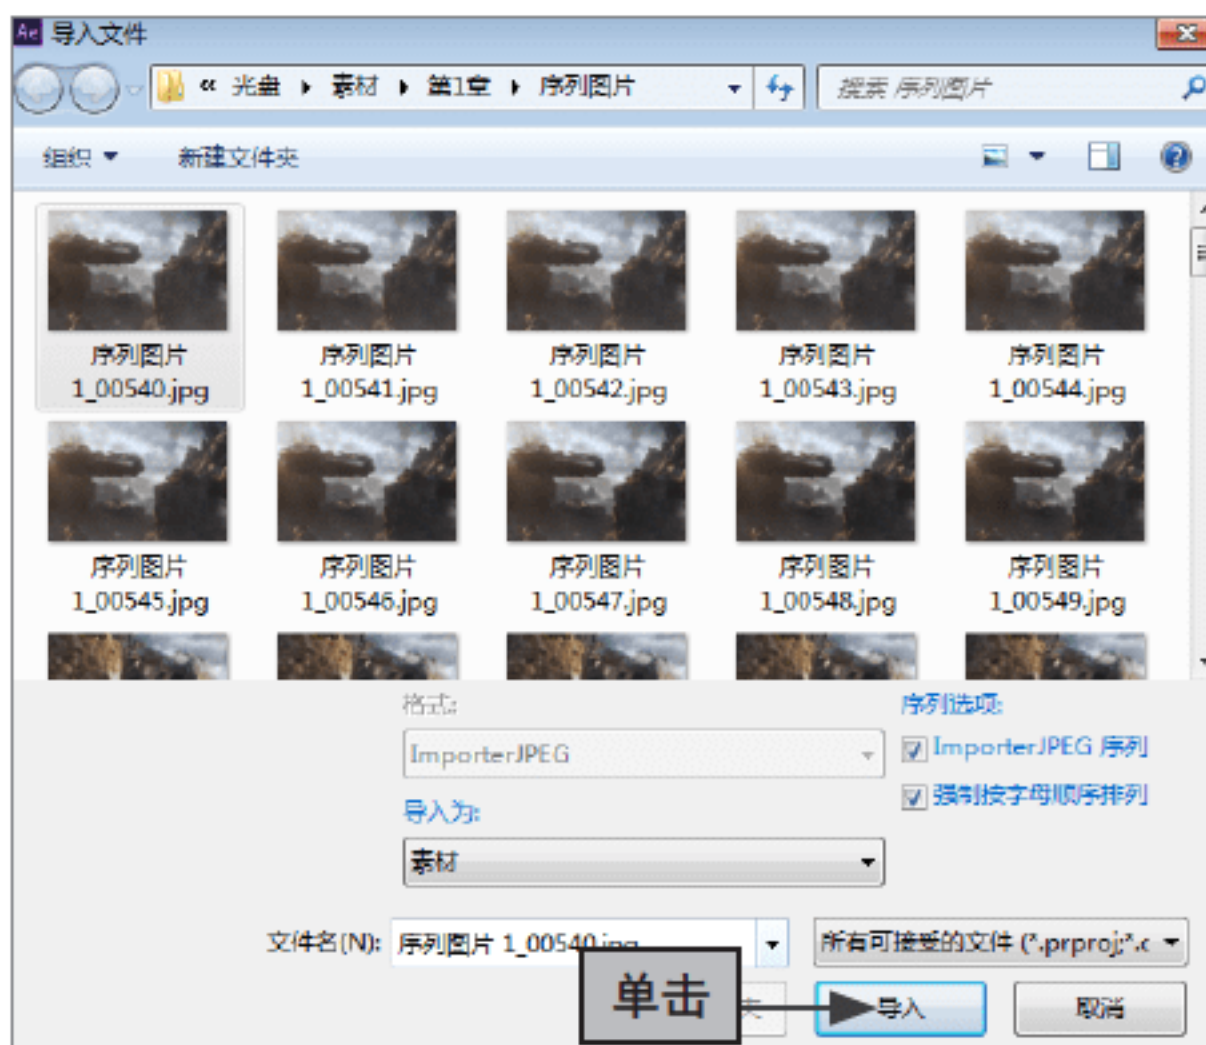 Ae 导入文件
« 光盘 ▸ 素材 ▸ 第1章 ▸ 序列图片
搜索 序列图片
组织 新建文件夹
序列图片 1_00540.jpg
序列图片 1_00541.jpg
序列图片 1_00542.jpg
序列图片 1_00543.jpg
序列图片 1_00544.jpg
序列图片 1_00545.jpg
序列图片 1_00546.jpg
序列图片 1_00547.jpg
序列图片 1_00548.jpg
序列图片 1_00549.jpg
格式:
ImporterJPEG
导入为:
素材
序列选项:
ImporterJPEG 序列
强制按字母顺序排列
文件名(N): 序列图片 1_00540.jpg
所有可接受的文件 (*.prproj;*.c
单击
导入
取消